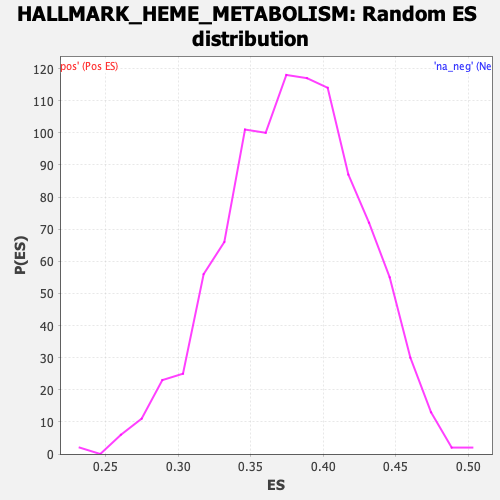 HALLMARK_HEME_METABOLISM: Random ES
distribution
pos' (Pos ES)
'na_neg' (Ne
120
110
100
90
80
70
60
50
40
30
20
10
0
P(ES)
0.25 0.30 0.35 0.40 0.45 0.50
ES